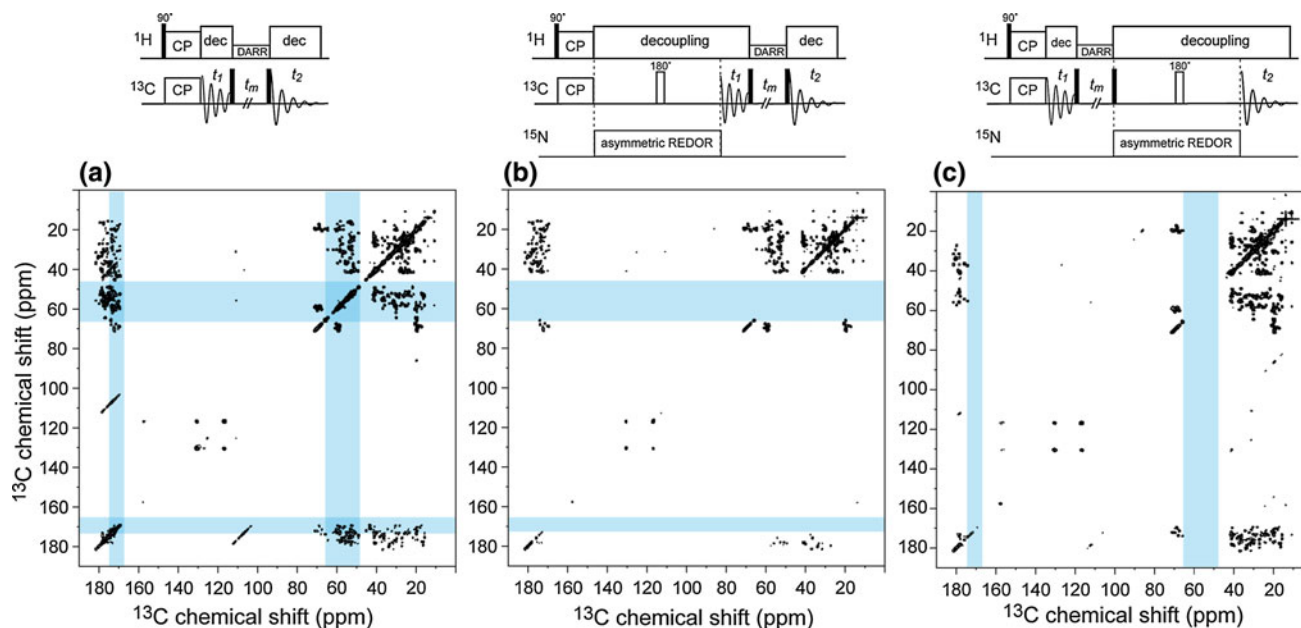 90°
¹H
CP
dec
DARR
dec
¹³C
CP
t1
tm
t2
90°
¹H
CP
decoupling
DARR
dec
180°
¹³C
CP
t1
tm
t2
¹⁵N
asymmetric REDOR
90°
¹H
CP
dec
DARR
decoupling
180°
¹³C
CP
t1
tm
t2
¹⁵N
asymmetric REDOR
(a)
(b)
(c)
¹³C chemical shift (ppm)
20
40
60
80
100
120
140
160
180
180 160 140 120 100 80 60 40 20
¹³C chemical shift (ppm)
20
40
60
80
100
120
140
160
180
180 160 140 120 100 80 60 40 20
¹³C chemical shift (ppm)
20
40
60
80
100
120
140
160
180
180 160 140 120 100 80 60 40 20
¹³C chemical shift (ppm)